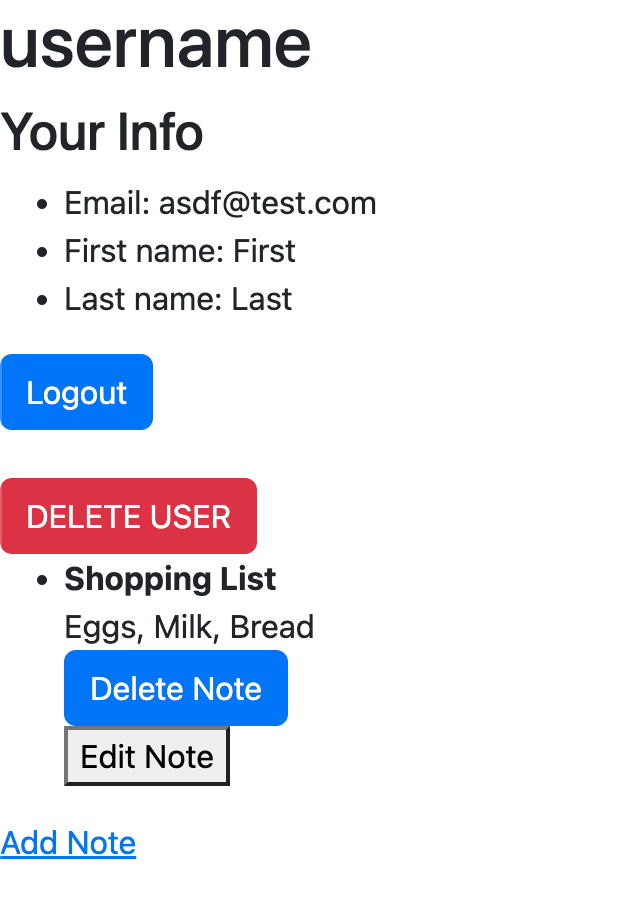 username
Your Info
Email: asdf@test.com
First name: First
Last name: Last
Logout
DELETE USER
Shopping List
Eggs, Milk, Bread
Delete Note
Edit Note
Add Note